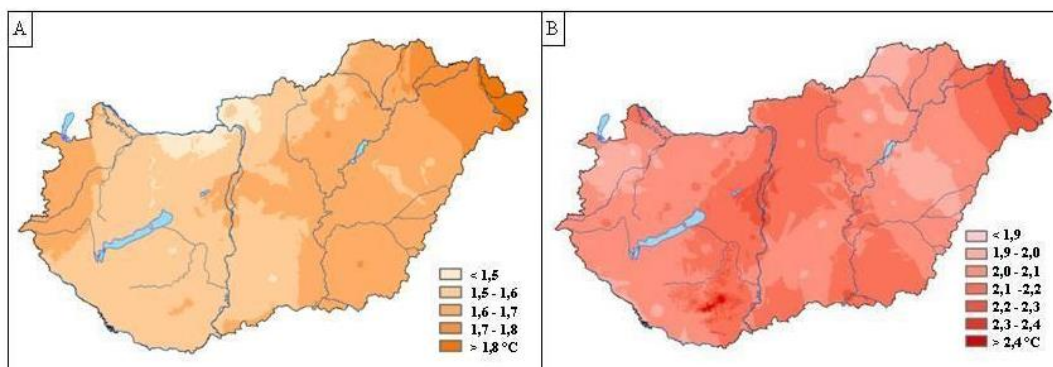 A
< 1,5
1,5 - 1,6
1,6 - 1,7
1,7 - 1,8
> 1,8 °C
B
< 1,9
1,9 - 2,0
2,0 - 2,1
2,1 -2,2
2,2 - 2,3
2,3 - 2,4
> 2,4 °C